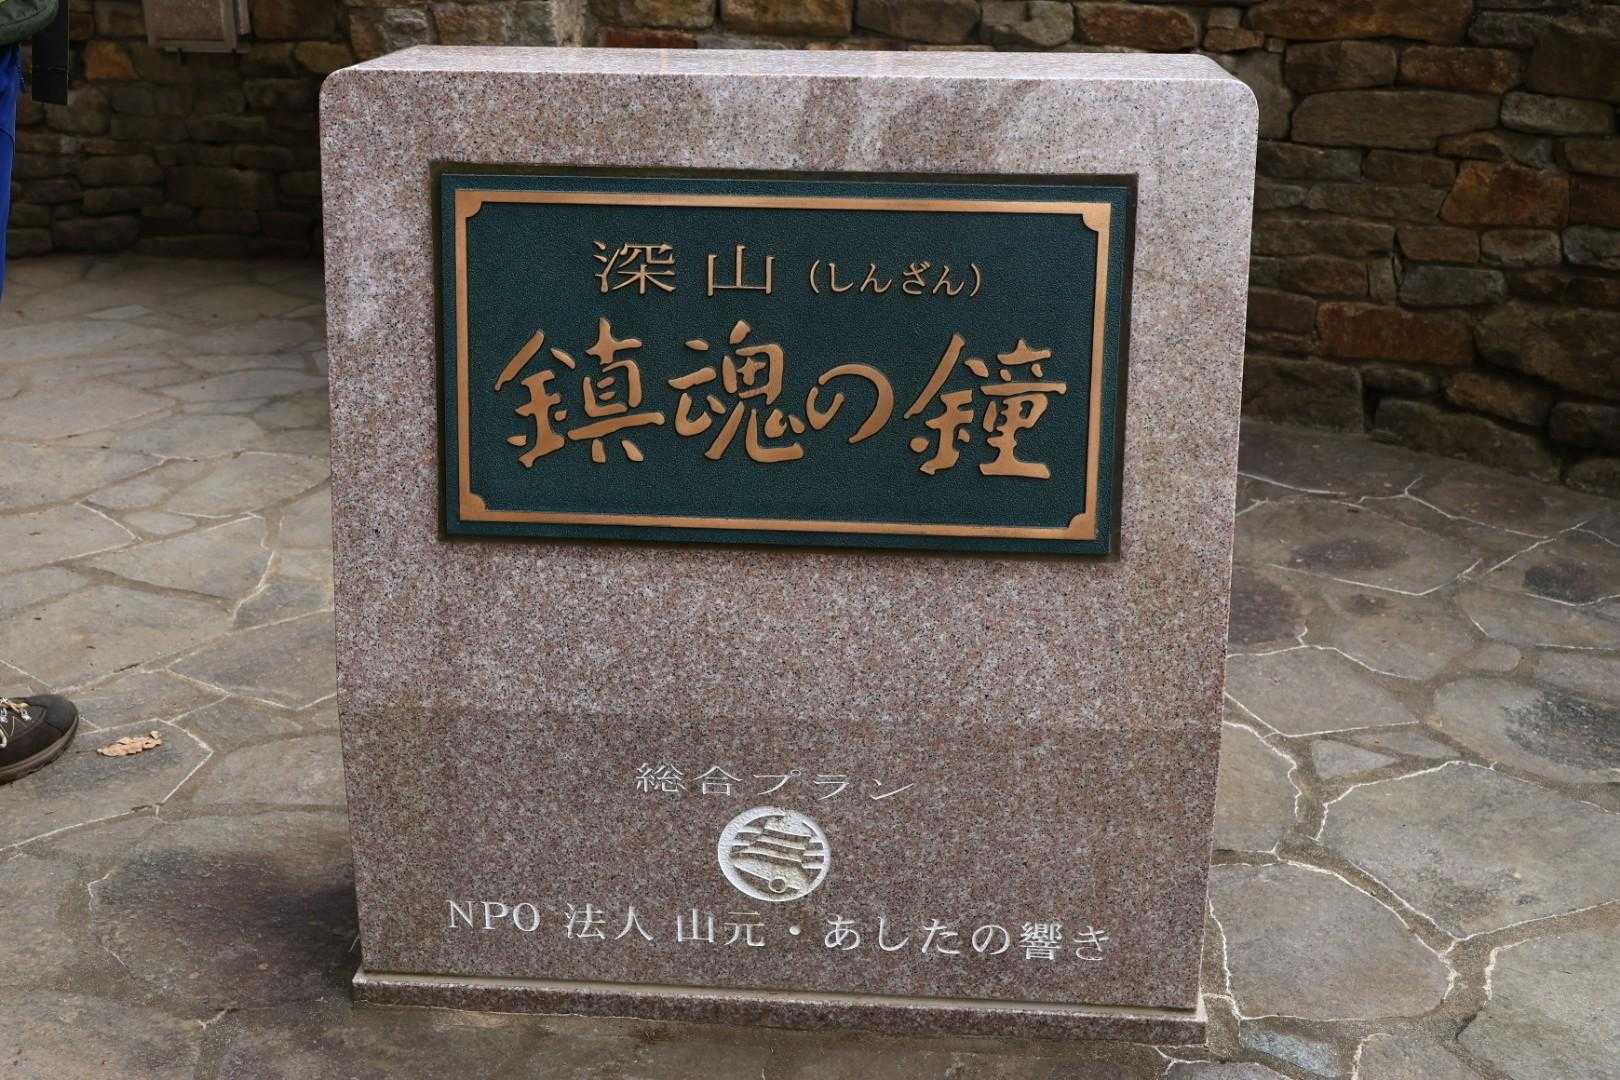 深山(しんざん)
鎮魂の鐘
総合プラン
NPO 法人 山元・あしたの響き